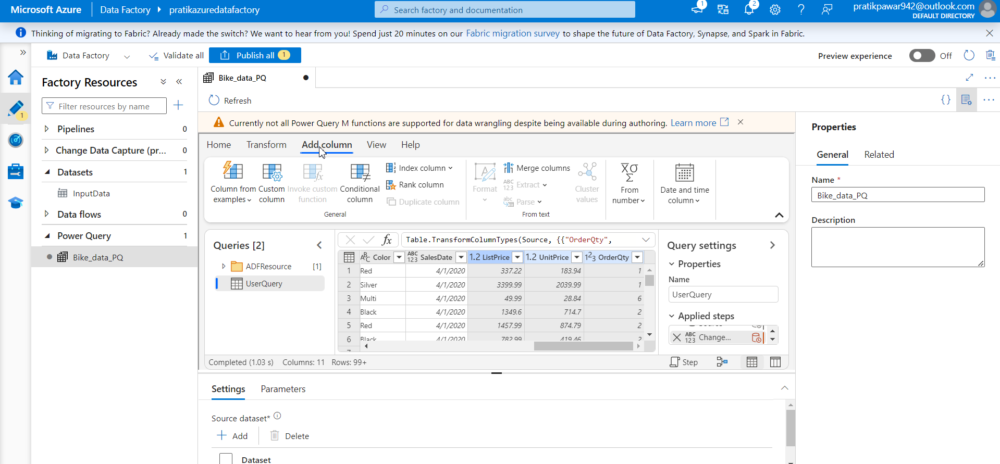 Microsoft Azure
Data Factory
pratikazuredatafactory
Search factory and documentation
1
2
pratikpawar942@outlook.com
DEFAULT DIRECTORY
Thinking of migrating to Fabric? Already made the switch? We want to hear from you! Spend just 20 minutes on our Fabric migration survey to shape the future of Data Factory, Synapse, and Spark in Fabric.
Data Factory
Validate all
Publish all 1
Preview experience
Off
1
Factory Resources
Filter resources by name
Pipelines 0
Change Data Capture (pr... 0
Datasets 1
InputData
Data flows 0
Power Query 1
Bike_data_PQ
Bike_data_PQ
Refresh
Currently not all Power Query M functions are supported for data wrangling despite being available during authoring. Learn more
Home
Transform
Add column
View
Help
Column from examples
Custom column
Invoke custom function
Conditional column
Index column
Rank column
Duplicate column
General
Format
Merge columns
ABC 123 Extract
abc Parse
Cluster values
From text
From number
Date and time column
Queries [2]
ADFResource [1]
UserQuery
fx
Table.TransformColumnTypes(Source, {{"OrderQty",
ABC Color
ABC 123 SalesDate
1.2 ListPrice
1.2 UnitPrice
123 OrderQty
1 Red 4/1/2020 337.22 183.94 1
2 Silver 4/1/2020 3399.99 2039.99 1
3 Multi 4/1/2020 49.99 28.84 6
4 Black 4/1/2020 1349.6 714.7 2
5 Red 4/1/2020 1457.99 874.79 2
6 Black 4/1/2020 782.99 419.46 2
Query settings
Properties
Name
UserQuery
Applied steps
Source
ABC 123 Change...
Completed (1.03 s)
Columns: 11
Rows: 99+
Step
Settings
Parameters
Source dataset*
Add
Delete
Dataset
Properties
General
Related
Name *
Bike_data_PQ
Description